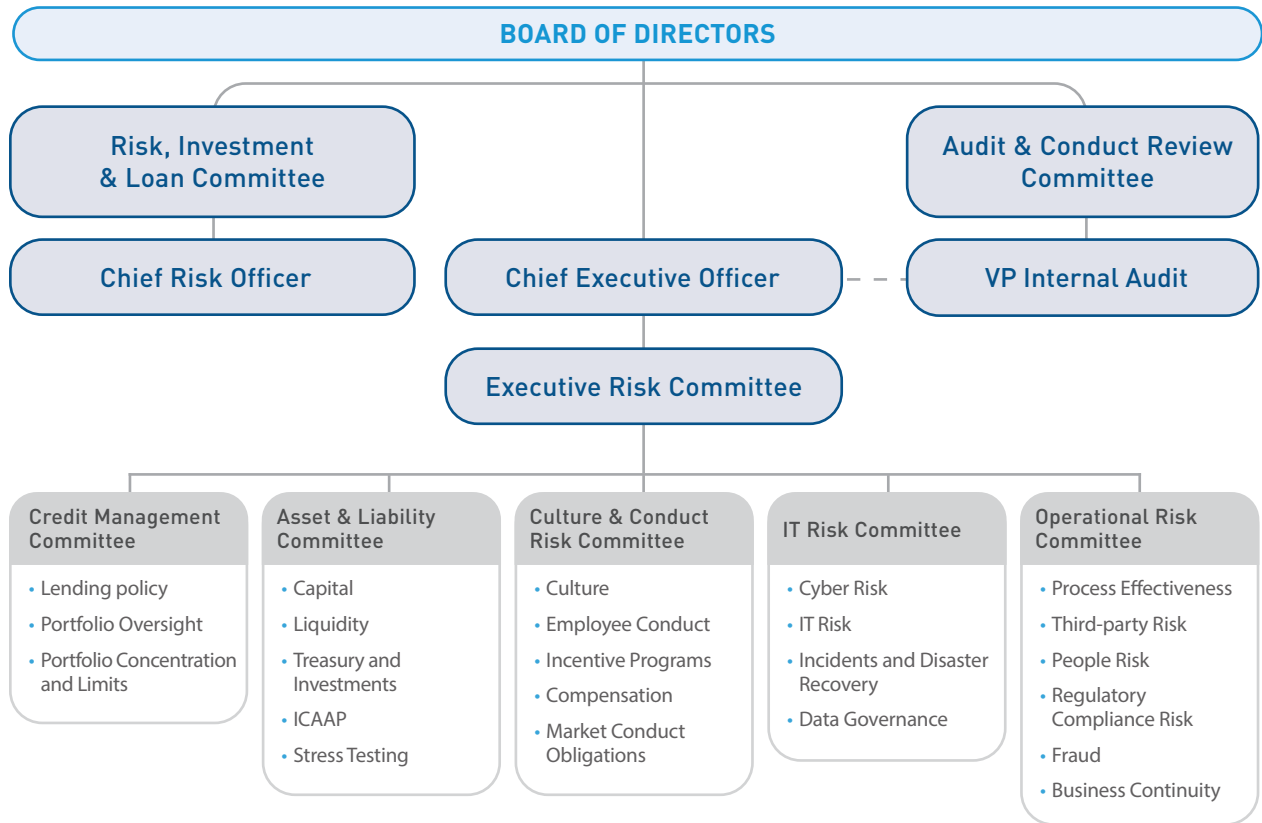 BOARD OF DIRECTORS
Risk, Investment
& Loan Committee
Audit & Conduct Review
Committee
Chief Risk Officer
Chief Executive Officer
VP Internal Audit
Executive Risk Committee
Credit Management
Committee
• Lending policy
• Portfolio Oversight
• Portfolio Concentration
and Limits
Asset & Liability
Committee
• Capital
• Liquidity
• Treasury and
Investments
• ICAAP
• Stress Testing
Culture & Conduct
Risk Committee
• Culture
• Employee Conduct
• Incentive Programs
• Compensation
• Market Conduct
Obligations
IT Risk Committee
• Cyber Risk
• IT Risk
• Incidents and Disaster
Recovery
• Data Governance
Operational Risk
Committee
• Process Effectiveness
• Third-party Risk
• People Risk
• Regulatory
Compliance Risk
• Fraud
• Business Continuity